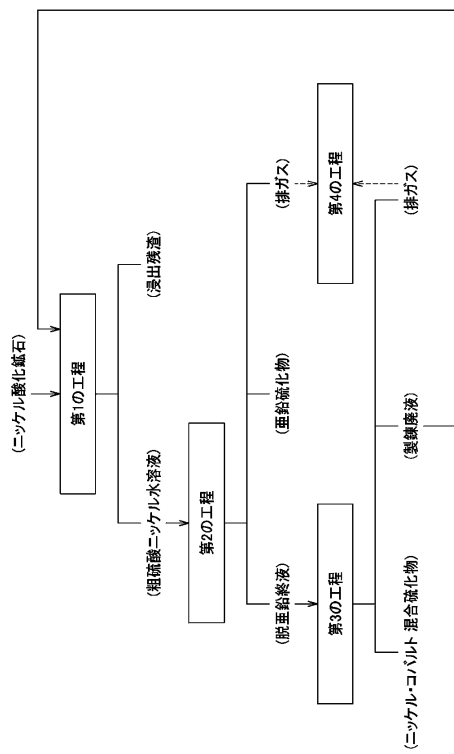 (ニッケル酸化鉱石)
第1の工程
(粗硫酸ニッケル水溶液)
(浸出残渣)
第2の工程
(脱亜鉛終液)
(亜鉛硫化物)
(排ガス)
第3の工程
第4の工程
(ニッケル・コバルト混合硫化物)
(製錬廃液)
(排ガス)